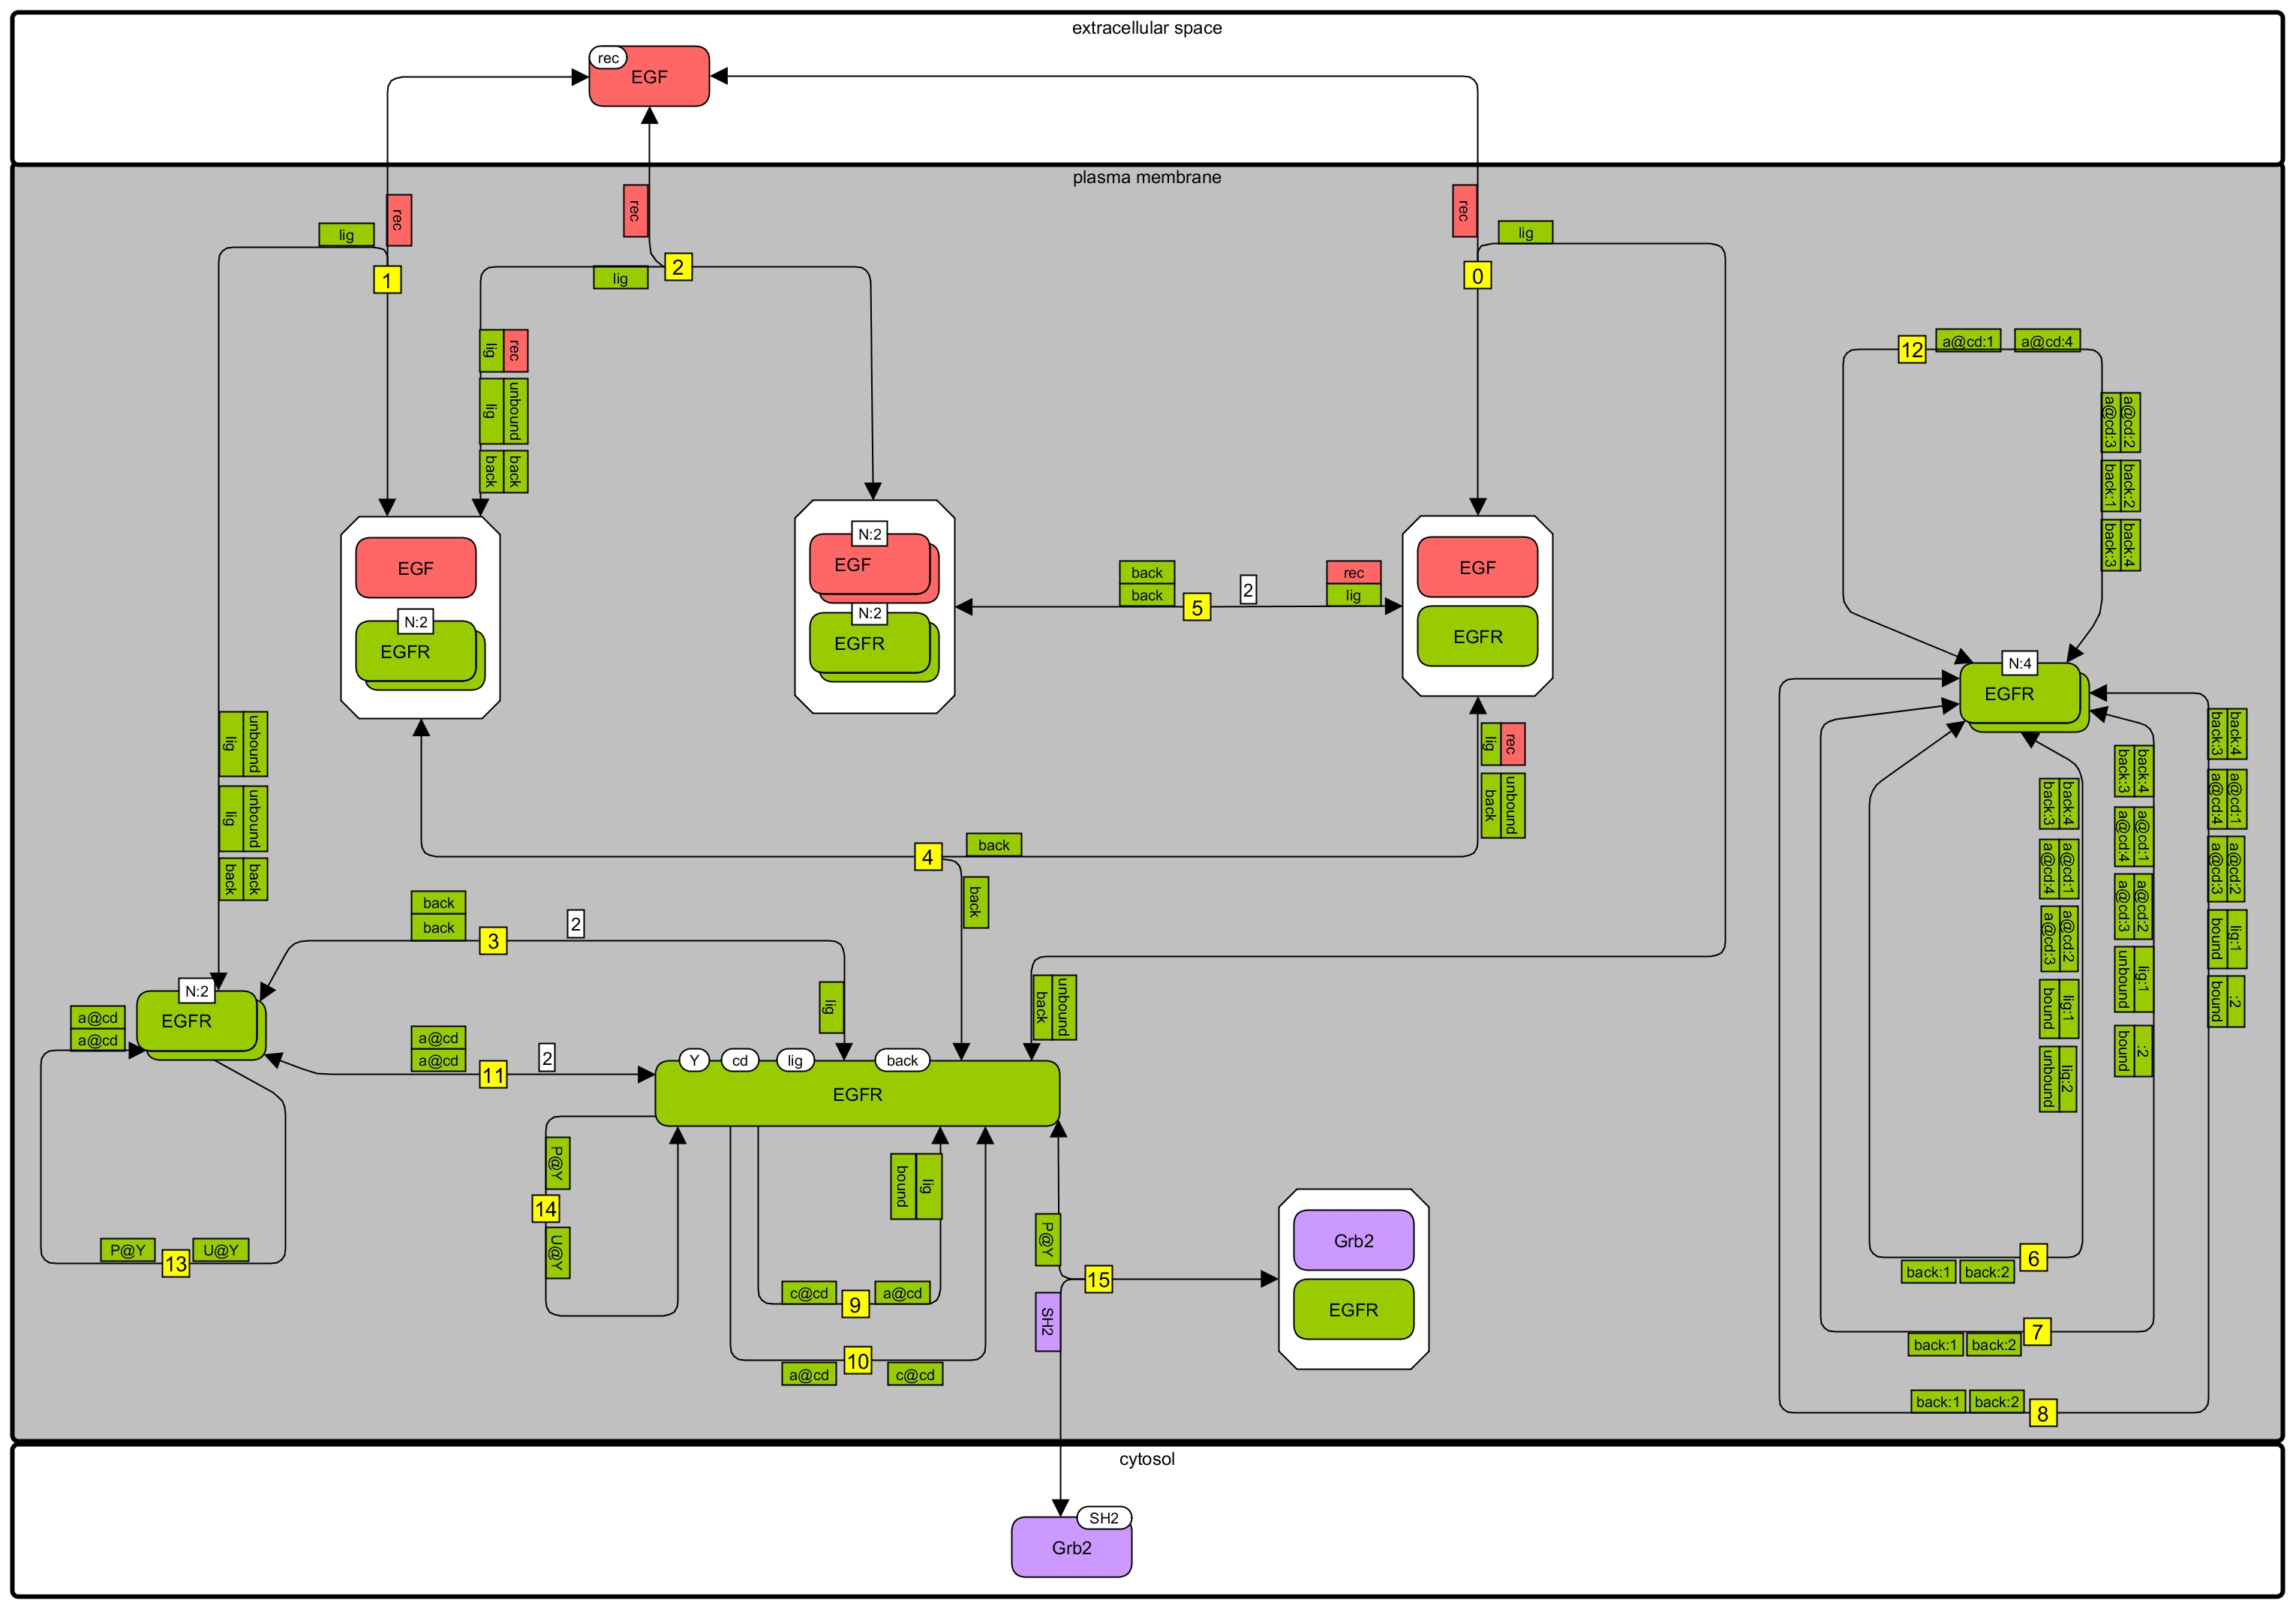 extracellular space
rec
EGF
plasma membrane
rec
rec
rec
lig
lig
1
2
0
lig
lig rec
lig unbound
back back
12
a@cd:1
a@cd:4
a@cd:3 a@cd:2
back:1 back:2
back:3 back:4
EGF
N:2
EGFR
N:2
EGF
N:2
EGFR
back
back
5
2
rec
lig
EGF
EGFR
N:4
EGFR
lig unbound
lig unbound
back back
lig rec
back unbound
4
back
back
back
back
3
2
lig
back unbound
N:2
EGFR
a@cd
a@cd
a@cd
a@cd
11
2
Y
cd
lig
back
EGFR
P@Y
14
U@Y
P@Y
13
U@Y
bound lig
c@cd
9
a@cd
10
a@cd
c@cd
P@Y
15
SH2
Grb2
EGFR
back:3 back:4
a@cd:4 a@cd:1
a@cd:3 a@cd:2
bound lig:1
unbound lig:2
6
back:1
back:2
back:3 back:4
a@cd:4 a@cd:1
a@cd:3 a@cd:2
unbound lig:1
bound :2
7
back:1
back:2
back:3 back:4
a@cd:4 a@cd:1
a@cd:3 a@cd:2
bound lig:1
bound :2
back:1
back:2
8
cytosol
SH2
Grb2